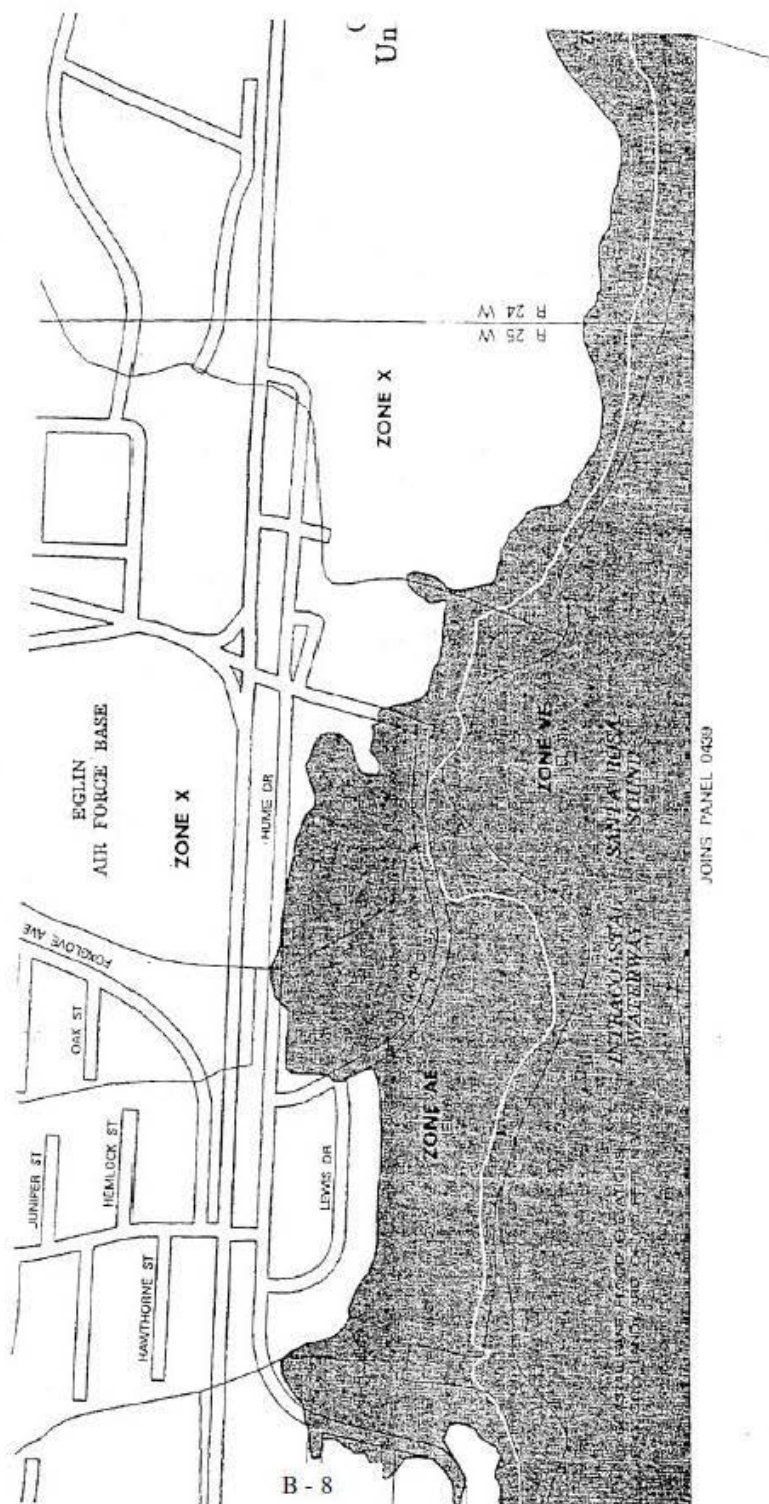 Un
R 24 W
R 25 W
ZONE X
EGLIN
AIR FORCE BASE
ZONE X
HUME DR
FOXGLOVE AVE
OAK ST
JUNIPER ST
HEMLOCK ST
HAWTHORNE ST
LEWIS DR
ZONE AE
ZONE VE
SANTA ROSA
SOUND
INTRACOASTAL
WATERWAY
JOINS PANEL 0439
B - 8